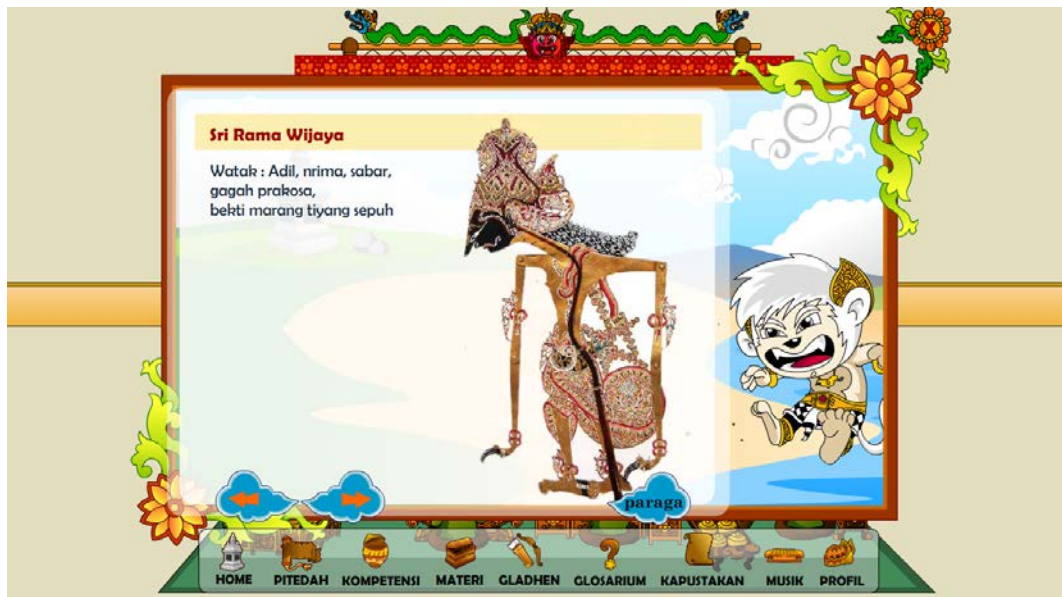 X
Sri Rama Wijaya
Watak : Adil, nrima, sabar,
gagah prakosa,
bekti marang tiyang sepuh
paraga
HOME PITEDAH KOMPETENSI MATERI GLADHEN GLOSARIUM KAPUSTAKAN MUSIK PROFIL